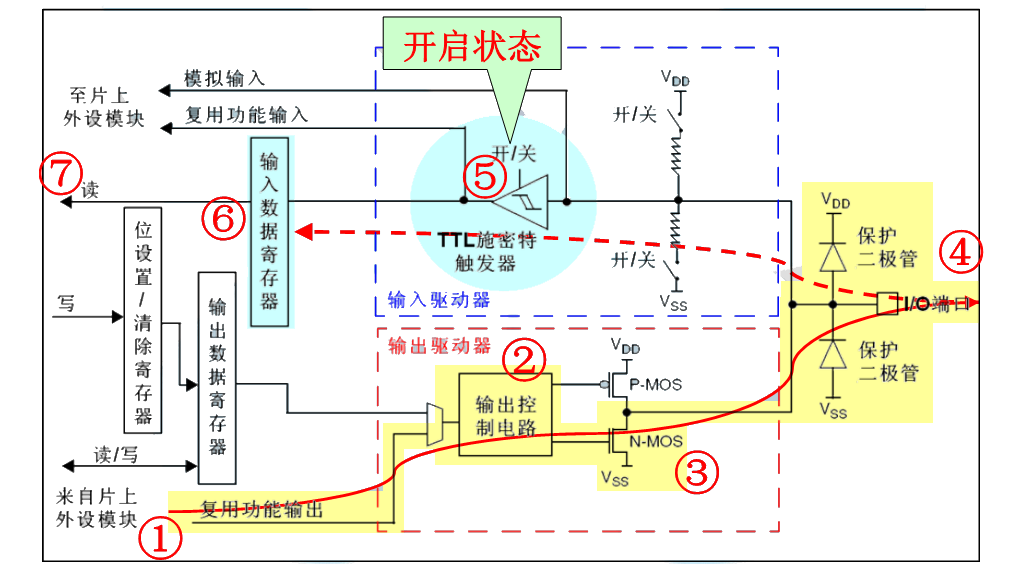 开启状态
模拟输入
至片上
外设模块
复用功能输入
VDD
开/关
开/关
⑤
⑦
读
⑥
输入数据寄存器
TTL施密特
触发器
开/关
VSS
输入驱动器
VDD
保护
二极管
④
I/O端口
保护
二极管
VSS
写
位设置/清除寄存器
输出数据寄存器
输出驱动器
②
VDD
P-MOS
输出控
制电路
N-MOS
VSS
③
读/写
来自片上
外设模块
复用功能输出
①